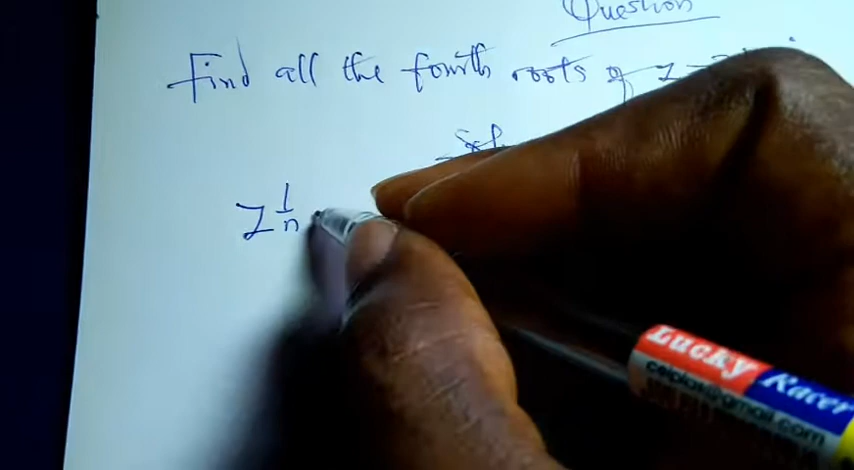 Question
Find all the fourth roots of z =
Sol
z 1/n
Lucky Racer